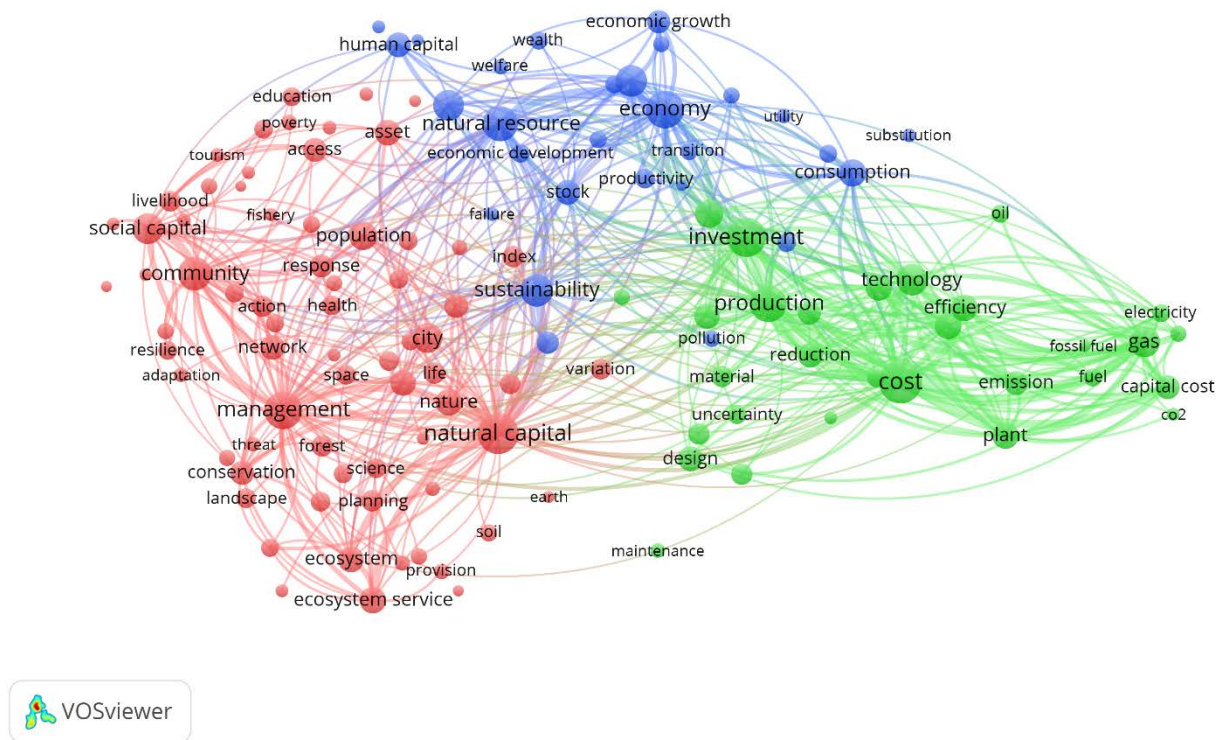 economic growth
human capital
wealth
welfare
education
economy
utility
poverty
asset
natural resource
substitution
tourism
access
economic development
transition
consumption
livelihood
productivity
stock
fishery
failure
oil
social capital
population
investment
index
community
response
technology
sustainability
action
health
production
efficiency
electricity
city
pollution
resilience
network
reduction
fossil fuel
gas
adaptation
space
life
variation
material
cost
emission
fuel
capital cost
nature
management
uncertainty
co2
natural capital
plant
threat
forest
design
conservation
science
landscape
planning
earth
soil
maintenance
ecosystem
provision
ecosystem service
VOSviewer